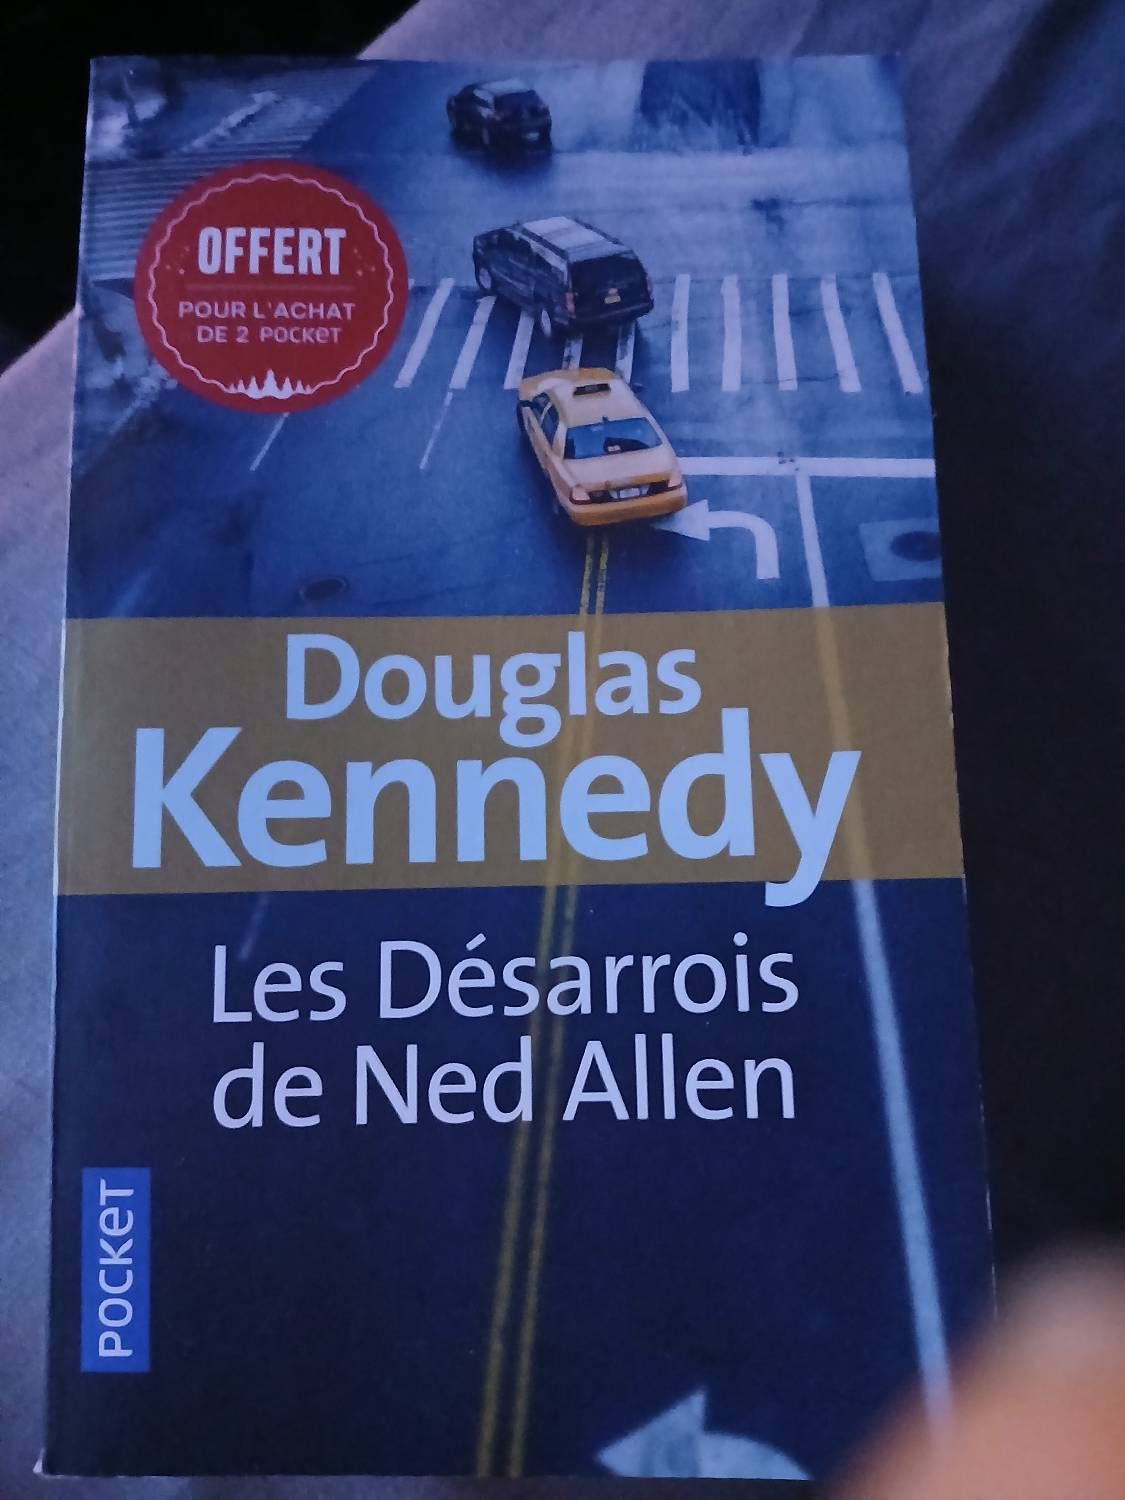 OFFERT
POUR L'ACHAT
DE 2 POCKET
Douglas
Kennedy
Les Désarrois
de Ned Allen
POCKET